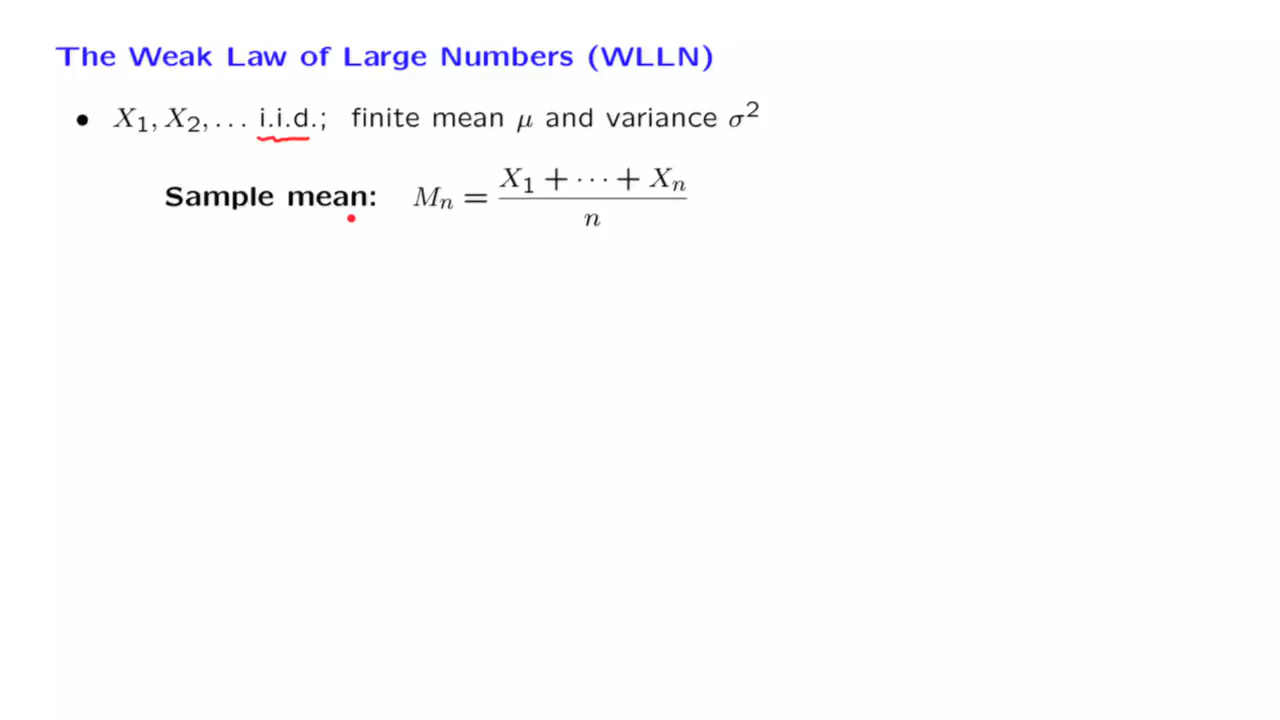 The Weak Law of Large Numbers (WLLN)
• X₁, X₂, ... i.i.d.; finite mean μ and variance σ²
Sample mean: Mₙ = (X₁ + ··· + Xₙ) / n